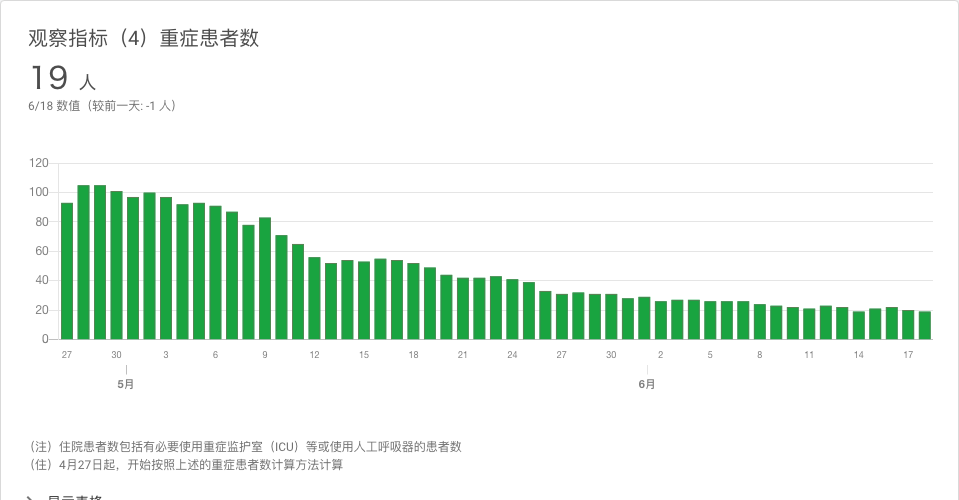 观察指标（4）重症患者数
19 人
6/18 数值（较前一天: -1 人）
120
100
80
60
40
20
0
27 30 3 6 9 12 15 18 21 24 27 30 2 5 8 11 14 17
5月 6月
（注）住院患者数包括有必要使用重症监护室（ICU）等或使用人工呼吸器的患者数
（住）4月27日起，开始按照上述的重症患者数计算方法计算
显示表格